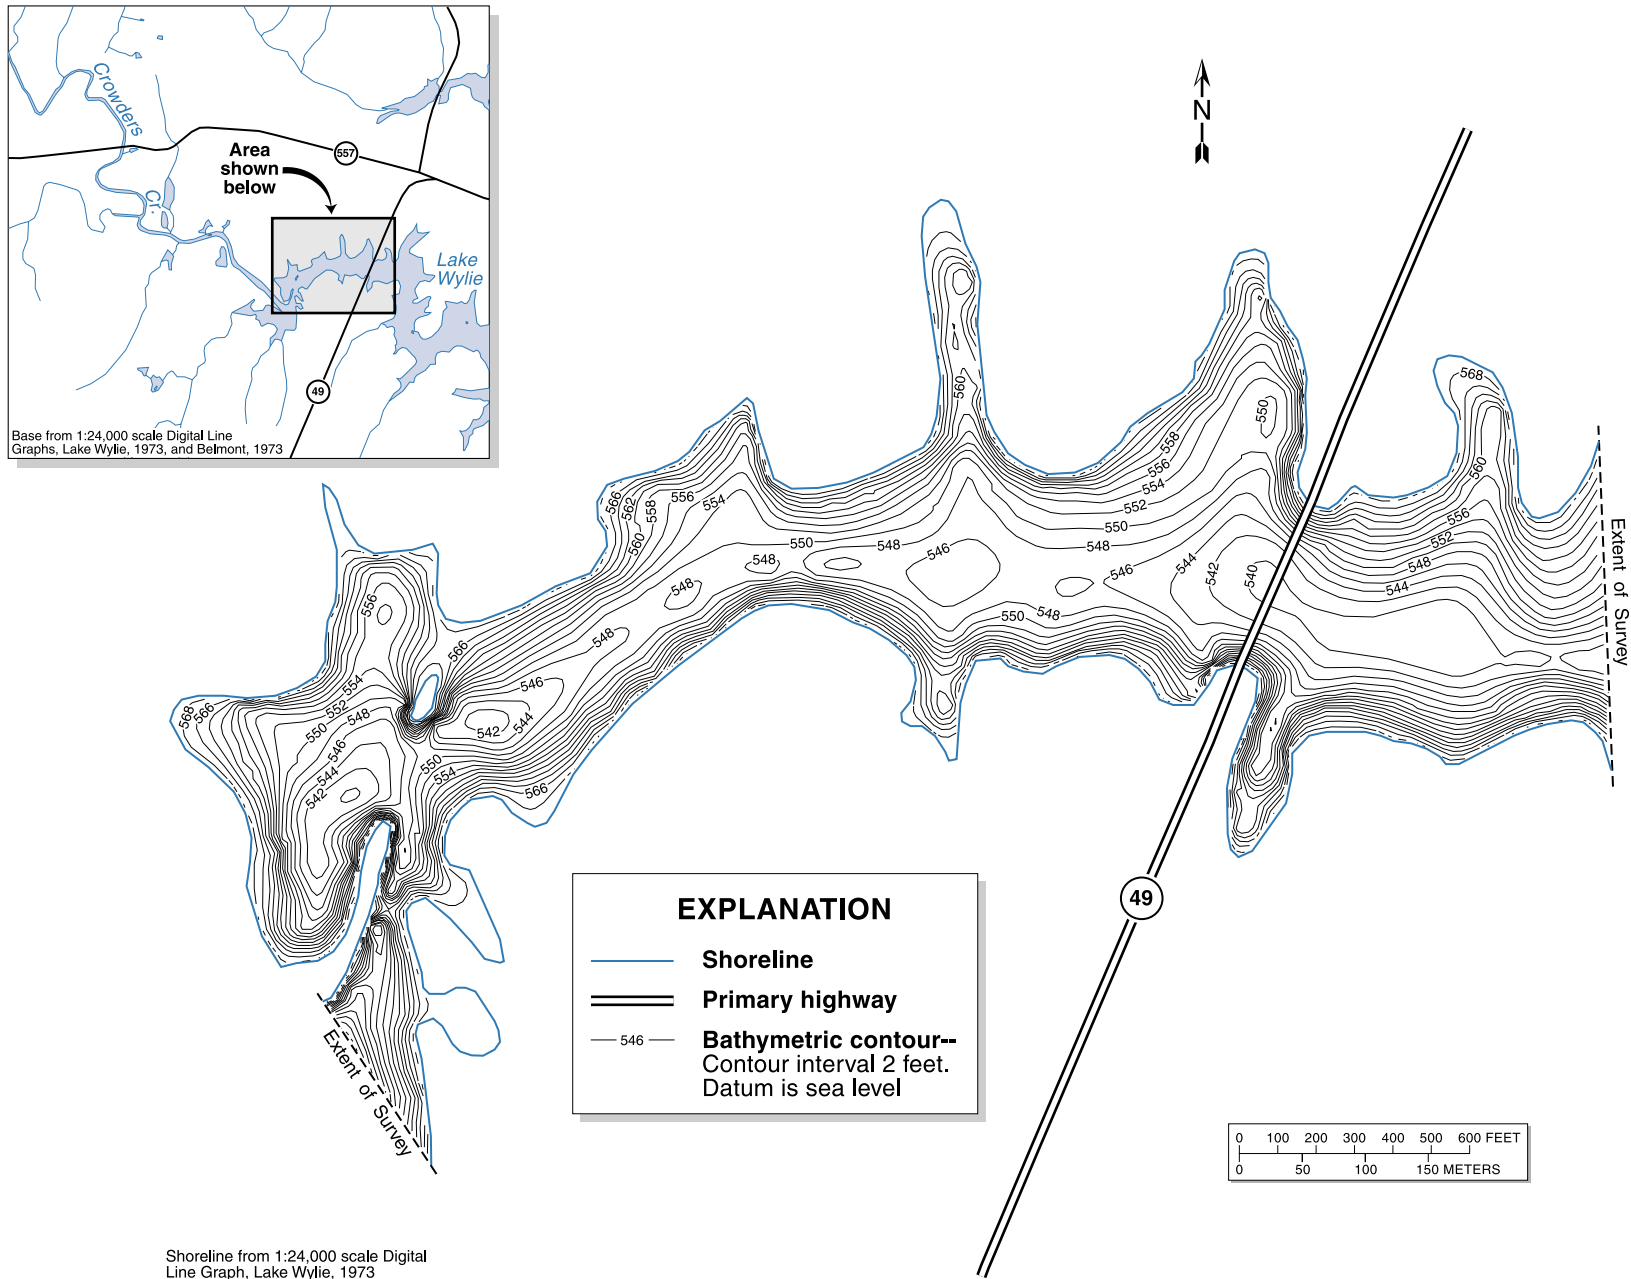 Crowders
Cr.
557
Area
shown
below
Lake
Wylie
49
Base from 1:24,000 scale Digital Line
Graphs, Lake Wylie, 1973, and Belmont, 1973
N
568
560
550
558
556
554
552
550
548
560
556
552
548
544
566
562
558
560
556
554
550
548
548
546
546
544
542
540
548
548
550
548
556
566
554
552
548
550
546
544
542
568
566
546
544
542
550
554
566
Extent of Survey
Extent of Survey
49
EXPLANATION
Shoreline
Primary highway
546
Bathymetric contour--
Contour interval 2 feet.
Datum is sea level
0 100 200 300 400 500 600 FEET
0 50 100 150 METERS
Shoreline from 1:24,000 scale Digital
Line Graph, Lake Wylie, 1973